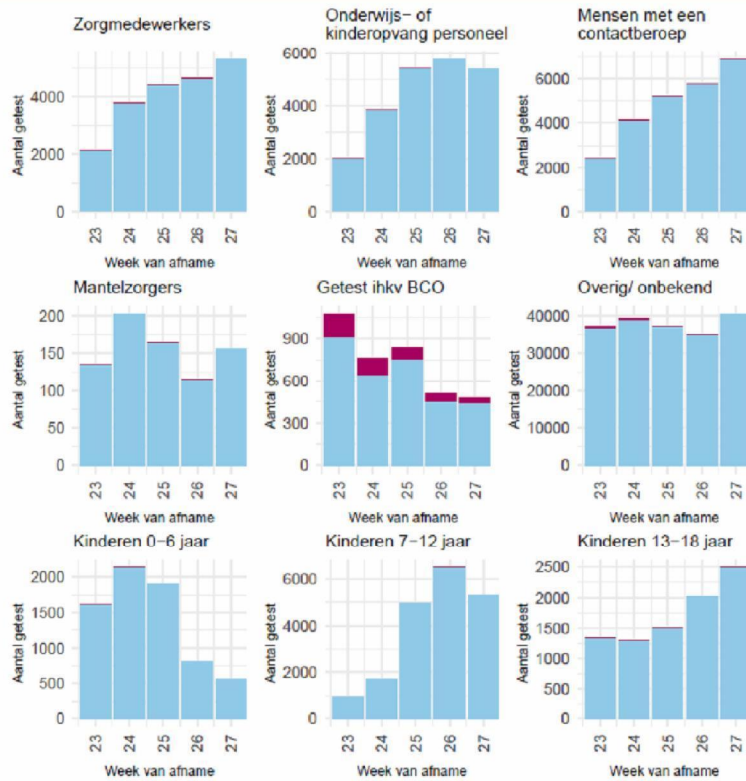 Zorgmedewerkers
Aantal getest
4000
2000
0
23
24
25
26
27
Week van afname
Onderwijs− of
kinderopvang personeel
Aantal getest
6000
4000
2000
0
23
24
25
26
27
Week van afname
Mensen met een
contactberoep
Aantal getest
6000
4000
2000
0
23
24
25
26
27
Week van afname
Mantelzorgers
Aantal getest
200
150
100
50
0
23
24
25
26
27
Week van afname
Getest ihkv BCO
Aantal getest
900
600
300
0
23
24
25
26
27
Week van afname
Overig/ onbekend
Aantal getest
40000
30000
20000
10000
0
23
24
25
26
27
Week van afname
Kinderen 0−6 jaar
Aantal getest
2000
1500
1000
500
0
23
24
25
26
27
Week van afname
Kinderen 7−12 jaar
Aantal getest
6000
4000
2000
0
23
24
25
26
27
Week van afname
Kinderen 13−18 jaar
Aantal getest
2500
2000
1500
1000
500
0
23
24
25
26
27
Week van afname